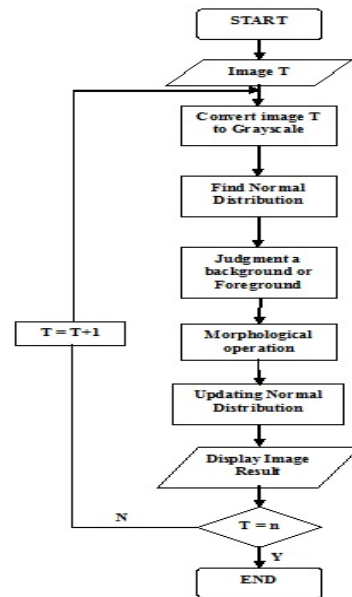 START
Image T
Convert image T
to Grayscale
Find Normal
Distribution
Judgment a
background or
Foreground
T = T+1
Morphological
operation
Updating Normal
Distribution
Display Image
Result
N
T = n
Y
END